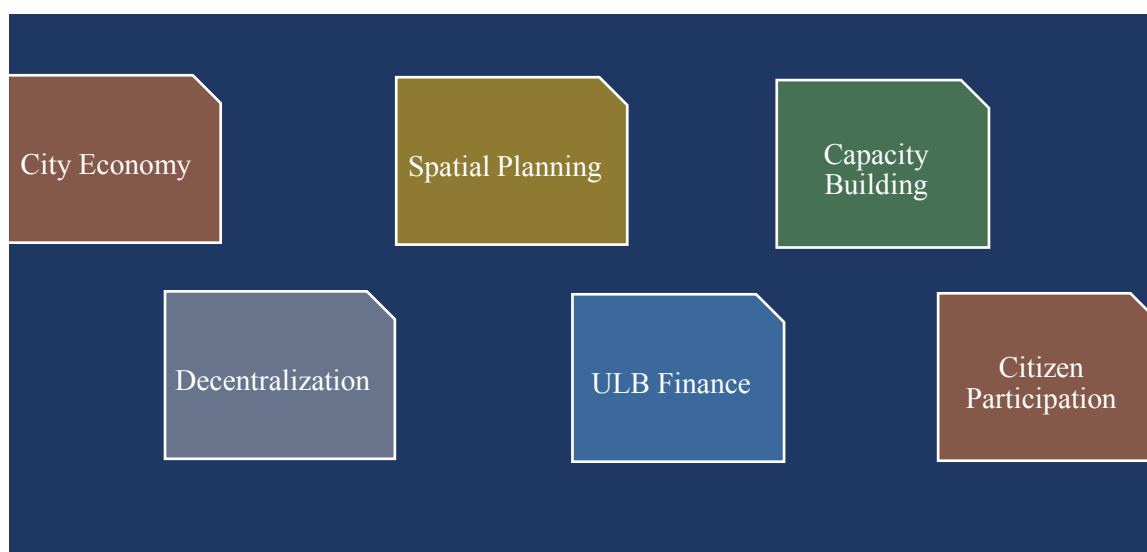 City Economy
Spatial Planning
Capacity
Building
Decentralization
ULB Finance
Citizen
Participation